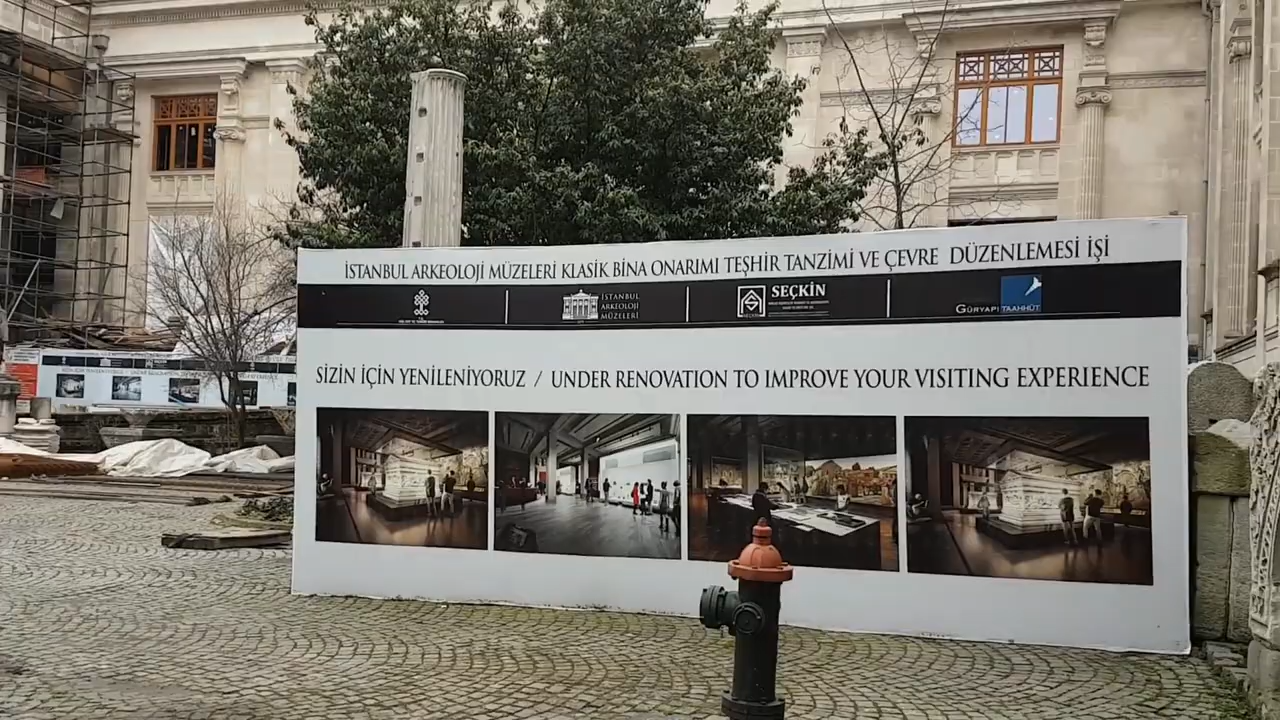 İSTANBUL ARKEOLOJİ MÜZELERİ KLASİK BİNA ONARIMI TEŞHİR TANZİMİ VE ÇEVRE DÜZENLEMESİ İŞİ
İSTANBUL
ARKEOLOJİ
MÜZELERİ
SEÇKİN
GÜRYAPI TAAHHÜT
SİZİN İÇİN YENİLENİYORUZ / UNDER RENOVATION TO IMPROVE YOUR VISITING EXPERIENCE